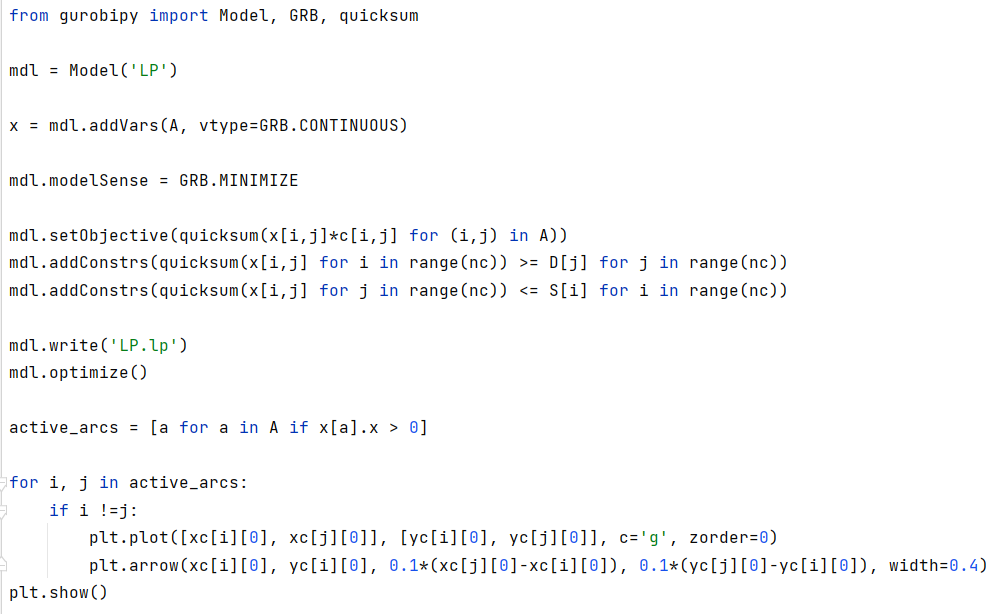 from gurobipy import Model, GRB, quicksum
mdl = Model('LP')
x = mdl.addVars(A, vtype=GRB.CONTINUOUS)
mdl.modelSense = GRB.MINIMIZE
mdl.setObjective(quicksum(x[i,j]*c[i,j] for (i,j) in A))
mdl.addConstrs(quicksum(x[i,j] for i in range(nc)) >= D[j] for j in range(nc))
mdl.addConstrs(quicksum(x[i,j] for j in range(nc)) <= S[i] for i in range(nc))
mdl.write('LP.lp')
mdl.optimize()
active_arcs = [a for a in A if x[a].x > 0]
for i, j in active_arcs:
    if i !=j:
        plt.plot([xc[i][0], xc[j][0]], [yc[i][0], yc[j][0]], c='g', zorder=0)
        plt.arrow(xc[i][0], yc[i][0], 0.1*(xc[j][0]-xc[i][0]), 0.1*(yc[j][0]-yc[i][0]), width=0.4)
plt.show()